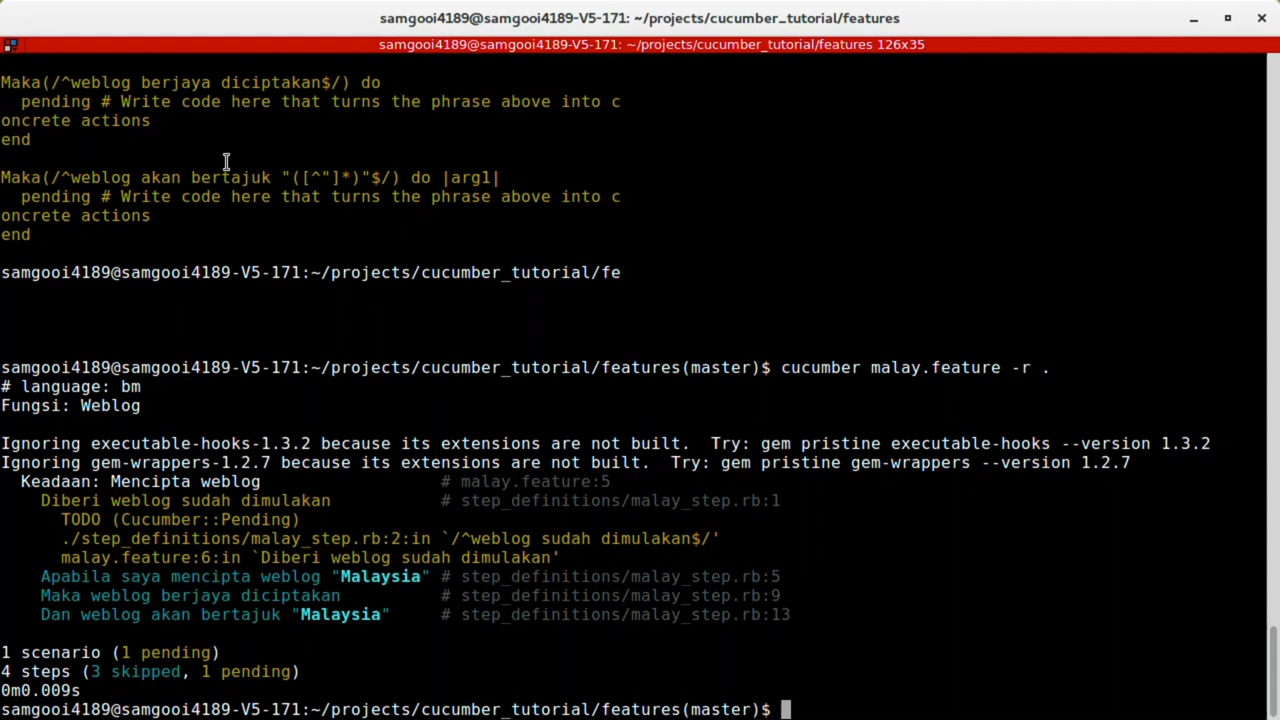 samgooi4189@samgooi4189-V5-171: ~/projects/cucumber_tutorial/features
samgooi4189@samgooi4189-V5-171: ~/projects/cucumber_tutorial/features 126x35
Maka(/^weblog berjaya diciptakan$/) do
  pending # Write code here that turns the phrase above into c
oncrete actions
end
Maka(/^weblog akan bertajuk "([^"]*)"$/) do |arg1|
  pending # Write code here that turns the phrase above into c
oncrete actions
end
samgooi4189@samgooi4189-V5-171:~/projects/cucumber_tutorial/fe
samgooi4189@samgooi4189-V5-171:~/projects/cucumber_tutorial/features(master)$ cucumber malay.feature -r .
# language: bm
Fungsi: Weblog
Ignoring executable-hooks-1.3.2 because its extensions are not built.  Try: gem pristine executable-hooks --version 1.3.2
Ignoring gem-wrappers-1.2.7 because its extensions are not built.  Try: gem pristine gem-wrappers --version 1.2.7
  Keadaan: Mencipta weblog                  # malay.feature:5
    Diberi weblog sudah dimulakan           # step_definitions/malay_step.rb:1
      TODO (Cucumber::Pending)
      ./step_definitions/malay_step.rb:2:in `/^weblog sudah dimulakan$/'
      malay.feature:6:in `Diberi weblog sudah dimulakan'
    Apabila saya mencipta weblog "Malaysia" # step_definitions/malay_step.rb:5
    Maka weblog berjaya diciptakan          # step_definitions/malay_step.rb:9
    Dan weblog akan bertajuk "Malaysia"     # step_definitions/malay_step.rb:13
1 scenario (1 pending)
4 steps (3 skipped, 1 pending)
0m0.009s
samgooi4189@samgooi4189-V5-171:~/projects/cucumber_tutorial/features(master)$